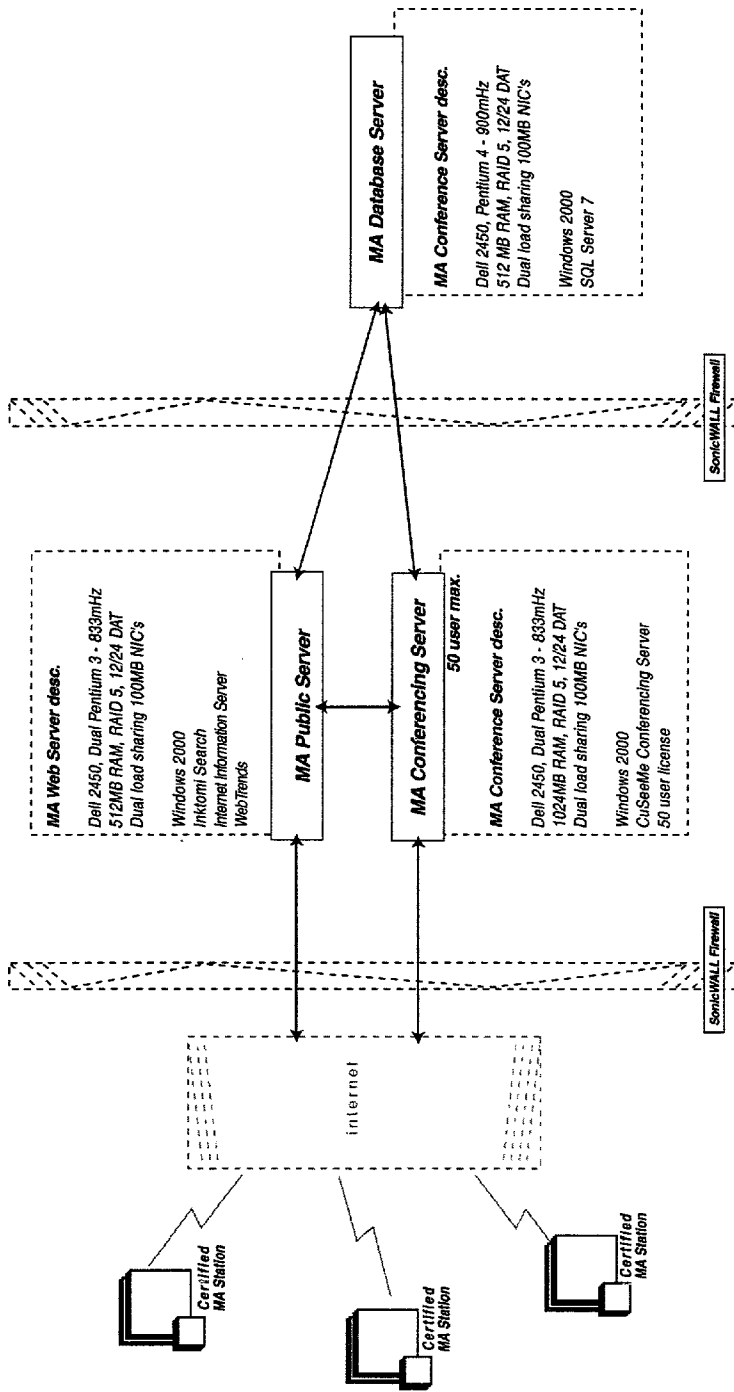 Certified
MA Station
Certified
MA Station
Certified
MA Station
internet
SonicWALL Firewall
MA Web Server desc.
Dell 2450, Dual Pentium 3 - 833mHz
512MB RAM, RAID 5, 12/24 DAT
Dual load sharing 100MB NIC's
Windows 2000
Inktomi Search
Internet Information Server
WebTrends
MA Public Server
MA Conferencing Server
50 user max.
MA Conference Server desc.
Dell 2450, Dual Pentium 3 - 833mHz
1024MB RAM, RAID 5, 12/24 DAT
Dual load sharing 100MB NIC's
Windows 2000
CuSeeMe Conferencing Server
50 user license
SonicWALL Firewall
MA Database Server
MA Conference Server desc.
Dell 2450, Pentium 4 - 900mHz
512 MB RAM, RAID 5, 12/24 DAT
Dual load sharing 100MB NIC's
Windows 2000
SQL Server 7